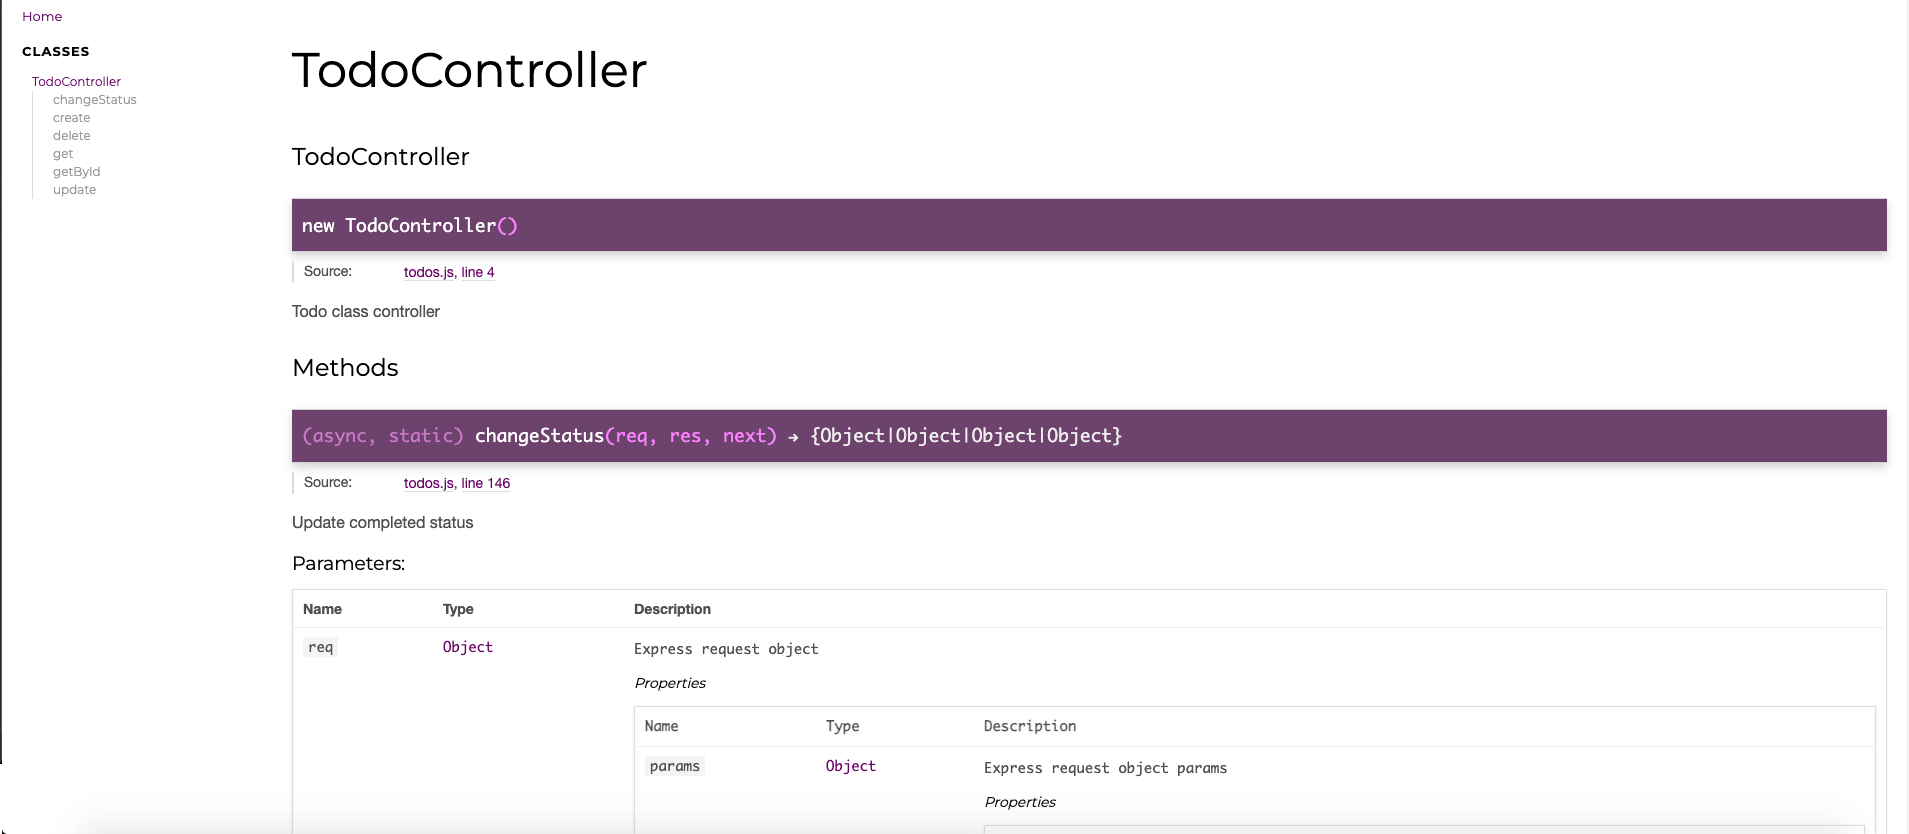 Home
CLASSES
TodoController
changeStatus
create
delete
get
getById
update
TodoController
TodoController
new TodoController()
Source: todos.js, line 4
Todo class controller
Methods
(async, static) changeStatus(req, res, next) → {Object|Object|Object|Object}
Source: todos.js, line 146
Update completed status
Parameters:
Name Type Description
req Object Express request object
Properties
Name Type Description
params Object Express request object params
Properties